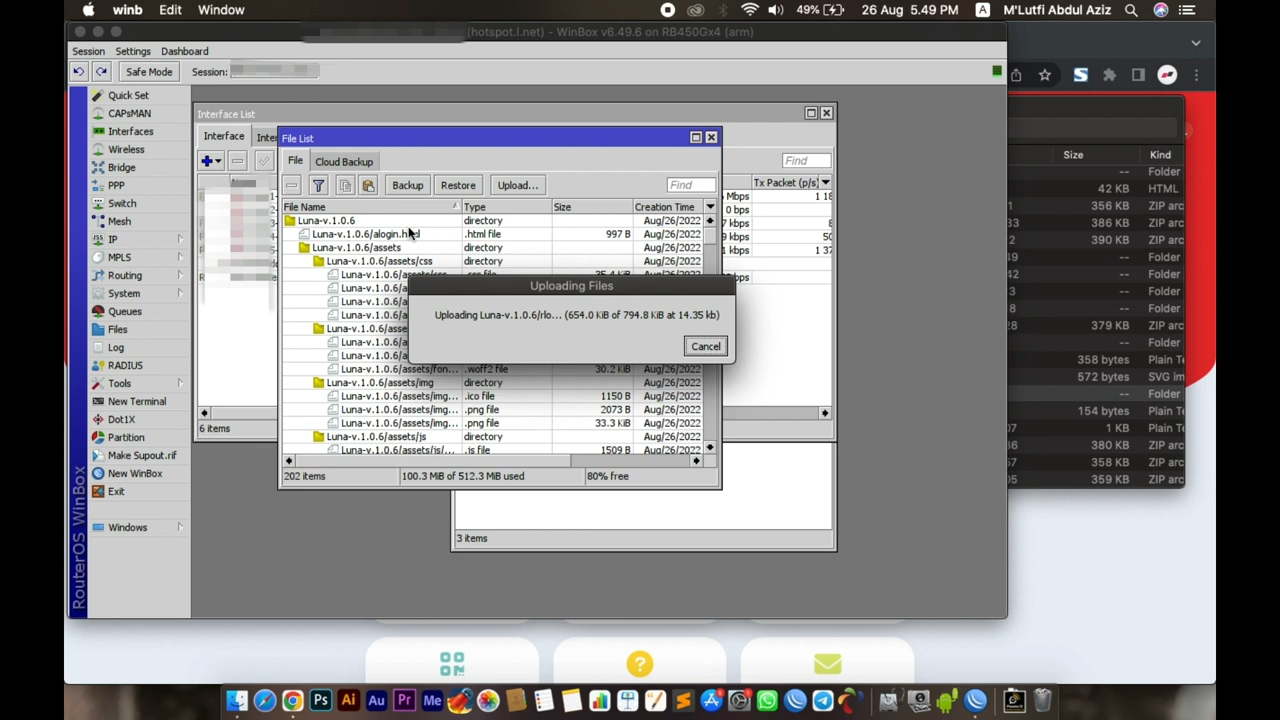 winb Edit Window 49% 26 Aug 5.49 PM A M'Lutfi Abdul Aziz
(hotspot.l.net) - WinBox v6.49.6 on RB450Gx4 (arm)
Session Settings Dashboard
Safe Mode Session:
Quick Set
CAPsMAN
Interfaces
Wireless
Bridge
PPP
Switch
Mesh
IP
MPLS
Routing
System
Queues
Files
Log
RADIUS
Tools
New Terminal
Dot1X
Partition
Make Supout.rif
New WinBox
Exit
Windows
RouterOS WinBox
Interface List
Interface
Find
Tx Packet (p/s)
Mbps
0 bps
kbps
kbps
bps
6 items
File List
File Cloud Backup
Backup Restore Upload... Find
File Name Type Size Creation Time
Luna-v.1.0.6 directory Aug/26/2022
Luna-v.1.0.6/alogin.html .html file 997 B Aug/26/2022
Luna-v.1.0.6/assets directory Aug/26/2022
Luna-v.1.0.6/assets/css directory Aug/26/2022
Uploading Files
Uploading Luna-v.1.0.6/rlo... (654.0 KiB of 794.8 KiB at 14.35 kb)
Cancel
Luna-v.1.0.6/assets/fon... .woff2 file 30.2 KiB Aug/26/2022
Luna-v.1.0.6/assets/img directory Aug/26/2022
Luna-v.1.0.6/assets/img... .ico file 1150 B Aug/26/2022
Luna-v.1.0.6/assets/img... .png file 2073 B Aug/26/2022
Luna-v.1.0.6/assets/img... .png file 33.3 KiB Aug/26/2022
Luna-v.1.0.6/assets/js directory Aug/26/2022
Luna-v.1.0.6/assets/js/... .js file 1509 B Aug/26/2022
202 items 100.3 MiB of 512.3 MiB used 80% free
3 items
Size Kind
-- Folder
42 KB HTML
356 KB ZIP arc
386 KB ZIP arc
390 KB ZIP arc
-- Folder
-- Folder
-- Folder
-- Folder
379 KB ZIP arc
-- Folder
358 bytes Plain Te
572 bytes SVG im
-- Folder
154 bytes Plain Te
1 KB Plain Te
380 KB ZIP arc
358 KB ZIP arc
359 KB ZIP arc